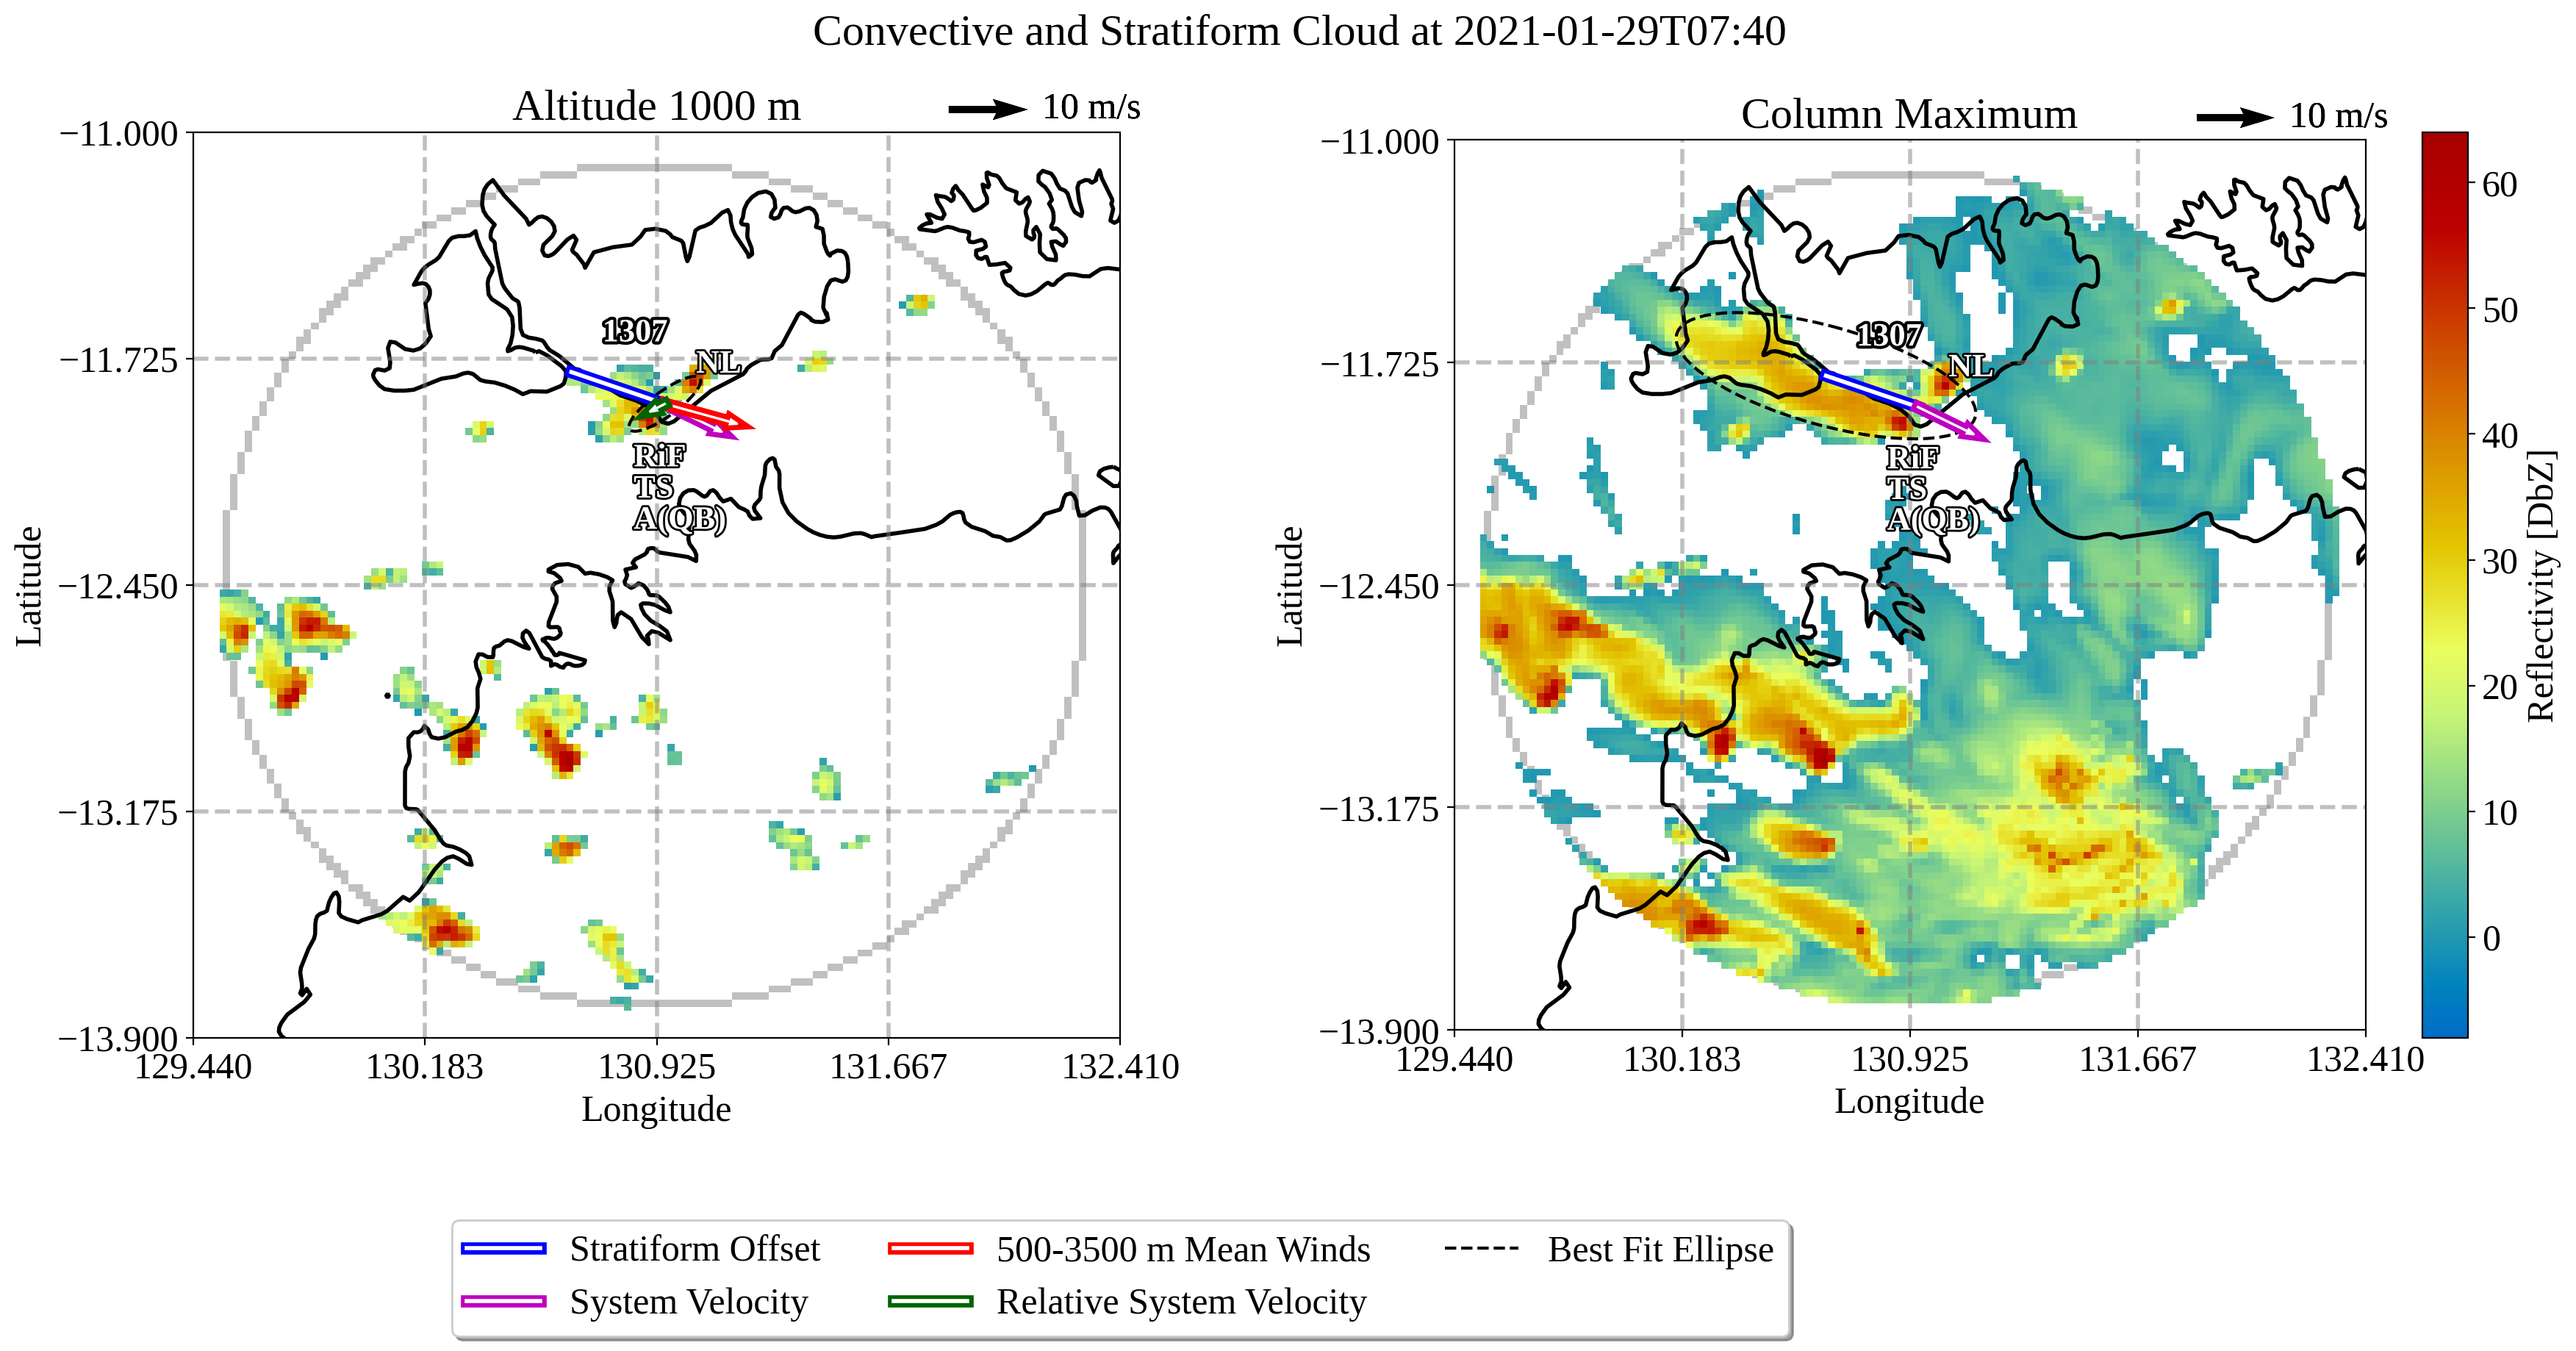 Convective and Stratiform Cloud at 2021-01-29T07:40
Altitude 1000 m
10 m/s
−11.000
−11.725
−12.450
−13.175
−13.900
129.440
130.183
130.925
131.667
132.410
Latitude
Longitude
1307
NL
RiF
TS
A(QB)
Column Maximum
10 m/s
−11.000
−11.725
−12.450
−13.175
−13.900
129.440
130.183
130.925
131.667
132.410
Latitude
Longitude
1307
NL
RiF
TS
A(QB)
60
50
40
30
20
10
0
Reflectivity [DbZ]
Stratiform Offset
System Velocity
500-3500 m Mean Winds
Relative System Velocity
Best Fit Ellipse